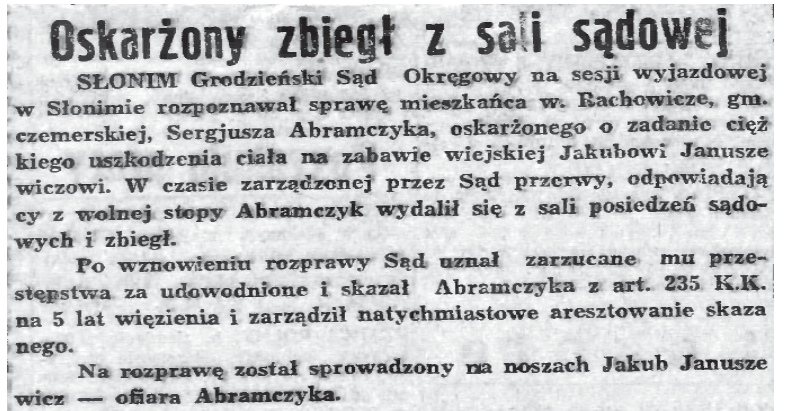 Oskarżony zbiegł z sali sądowej
SŁONIM Grodzieński Sąd Okręgowy na sesji wyjazdowej
w Słonimie rozpoznawał sprawę mieszkańca w. Rachowicze, gm.
czemerskiej, Sergjusza Abramczyka, oskarżonego o zadanie cięż
kiego uszkodzenia ciała na zabawie wiejskiej Jakubowi Janusze
wiczowi. W czasie zarządzonej przez Sąd przerwy, odpowiadają
cy z wolnej stopy Abramczyk wydalił się z sali posiedzeń sądo-
wych i zbiegł.
Po wznowieniu rozprawy Sąd uznał zarzucane mu prze-
stępstwa za udowodnione i skazał Abramczyka z art. 235 K.K.
na 5 lat więzienia i zarządził natychmiastowe aresztowanie skaza
nego.
Na rozprawę został sprowadzony na noszach Jakub Janusze
wicz — ofiara Abramczyka.